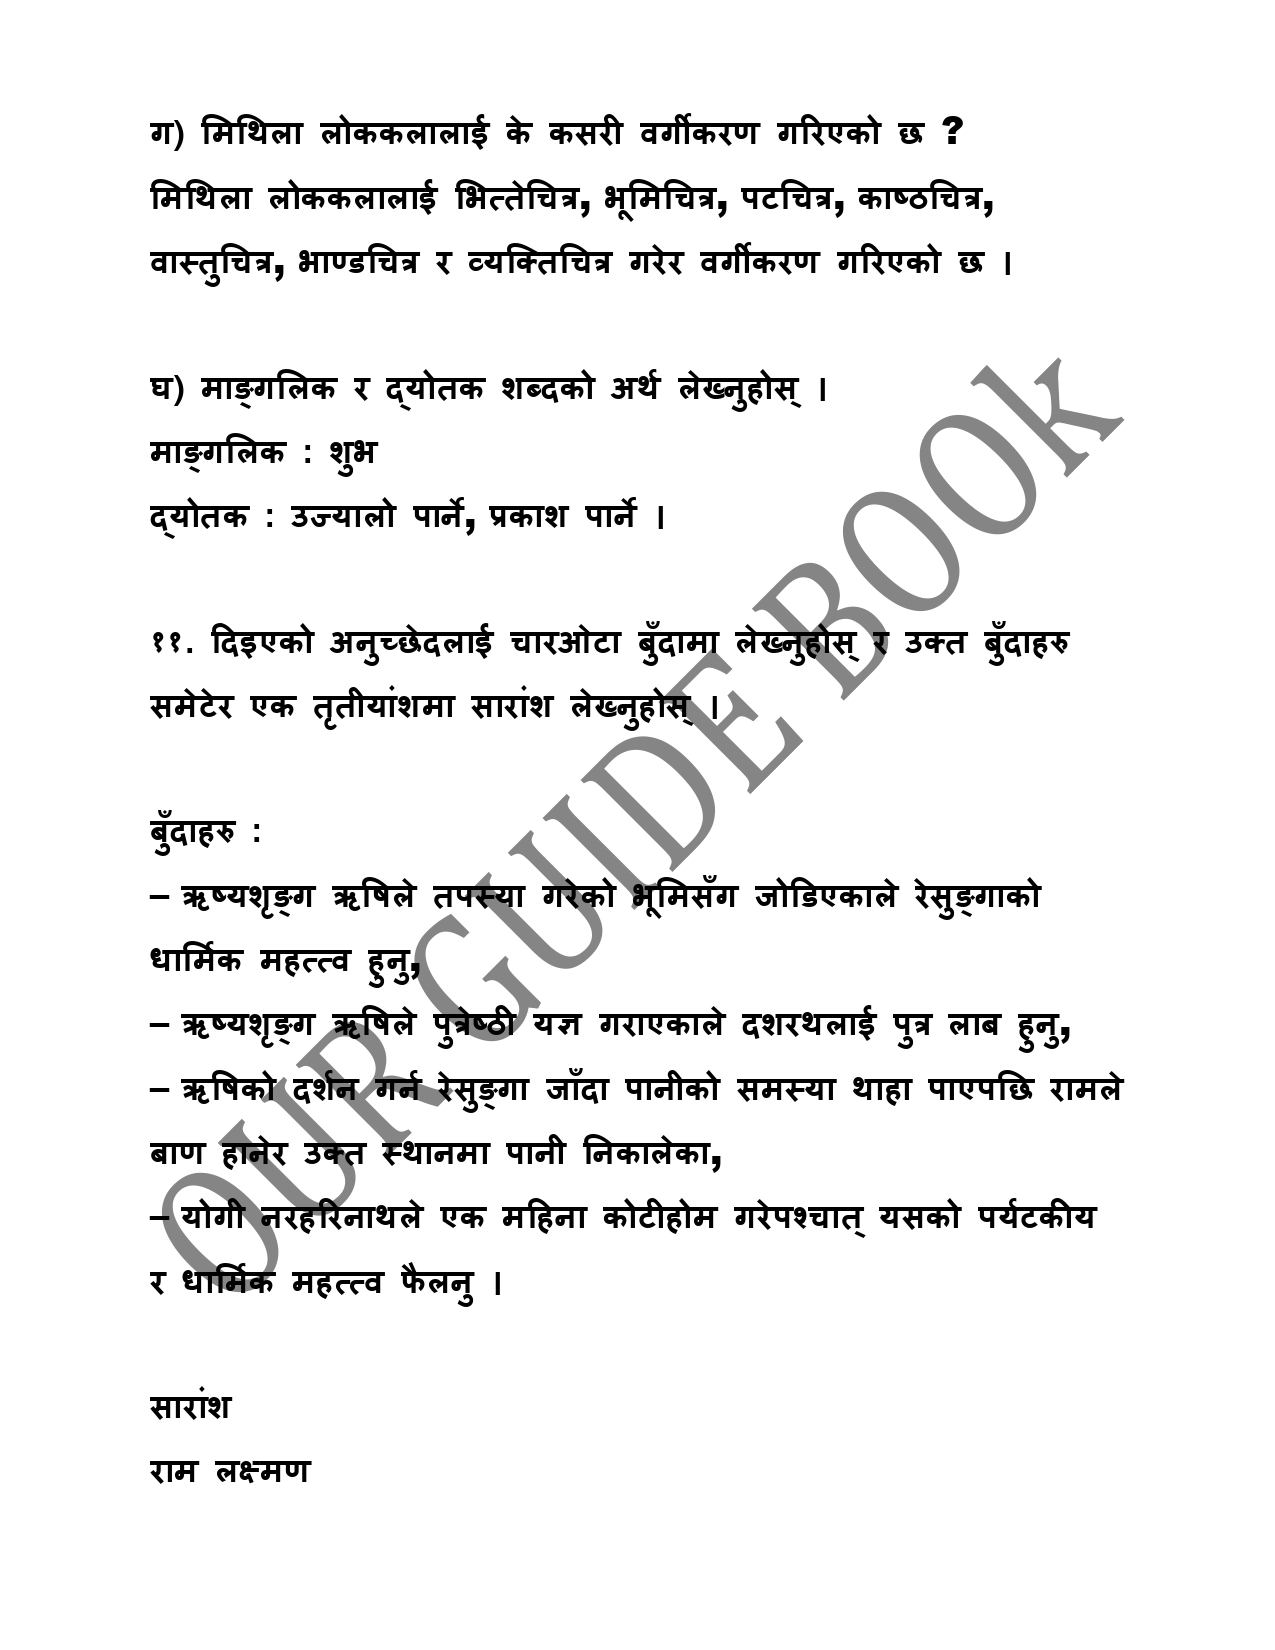 ग) मिथिला लोककलालाई के कसरी वर्गीकरण गरिएको छ ?
मिथिला लोककलालाई भित्तेचित्र, भूमिचित्र, पटचित्र, काष्ठचित्र,
वास्तुचित्र, भाण्डचित्र र व्यक्तिचित्र गरेर वर्गीकरण गरिएको छ ।
घ) माङ्गलिक र द्योतक शब्दको अर्थ लेख्नुहोस् ।
माङ्गलिक : शुभ
द्योतक : उज्यालो पार्ने, प्रकाश पार्ने ।
११. दिइएको अनुच्छेदलाई चारओटा बुँदामा लेख्नुहोस् र उक्त बुँदाहरु
समेटेर एक तृतीयांशमा सारांश लेख्नुहोस् ।
बुँदाहरु :
– ऋष्यशृङ्ग ऋषिले तपस्या गरेको भूमिसँग जोडिएकाले रेसुङ्गाको
धार्मिक महत्त्व हुनु,
– ऋष्यशृङ्ग ऋषिले पुत्रेष्ठी यज्ञ गराएकाले दशरथलाई पुत्र लाब हुनु,
– ऋषिको दर्शन गर्न रेसुङ्गा जाँदा पानीको समस्या थाहा पाएपछि रामले
बाण हानेर उक्त स्थानमा पानी निकालेका,
– योगी नरहरिनाथले एक महिना कोटीहोम गरेपश्चात् यसको पर्यटकीय
र धार्मिक महत्त्व फैलनु ।
सारांश
राम लक्ष्मण
OUR GUIDE BOOk